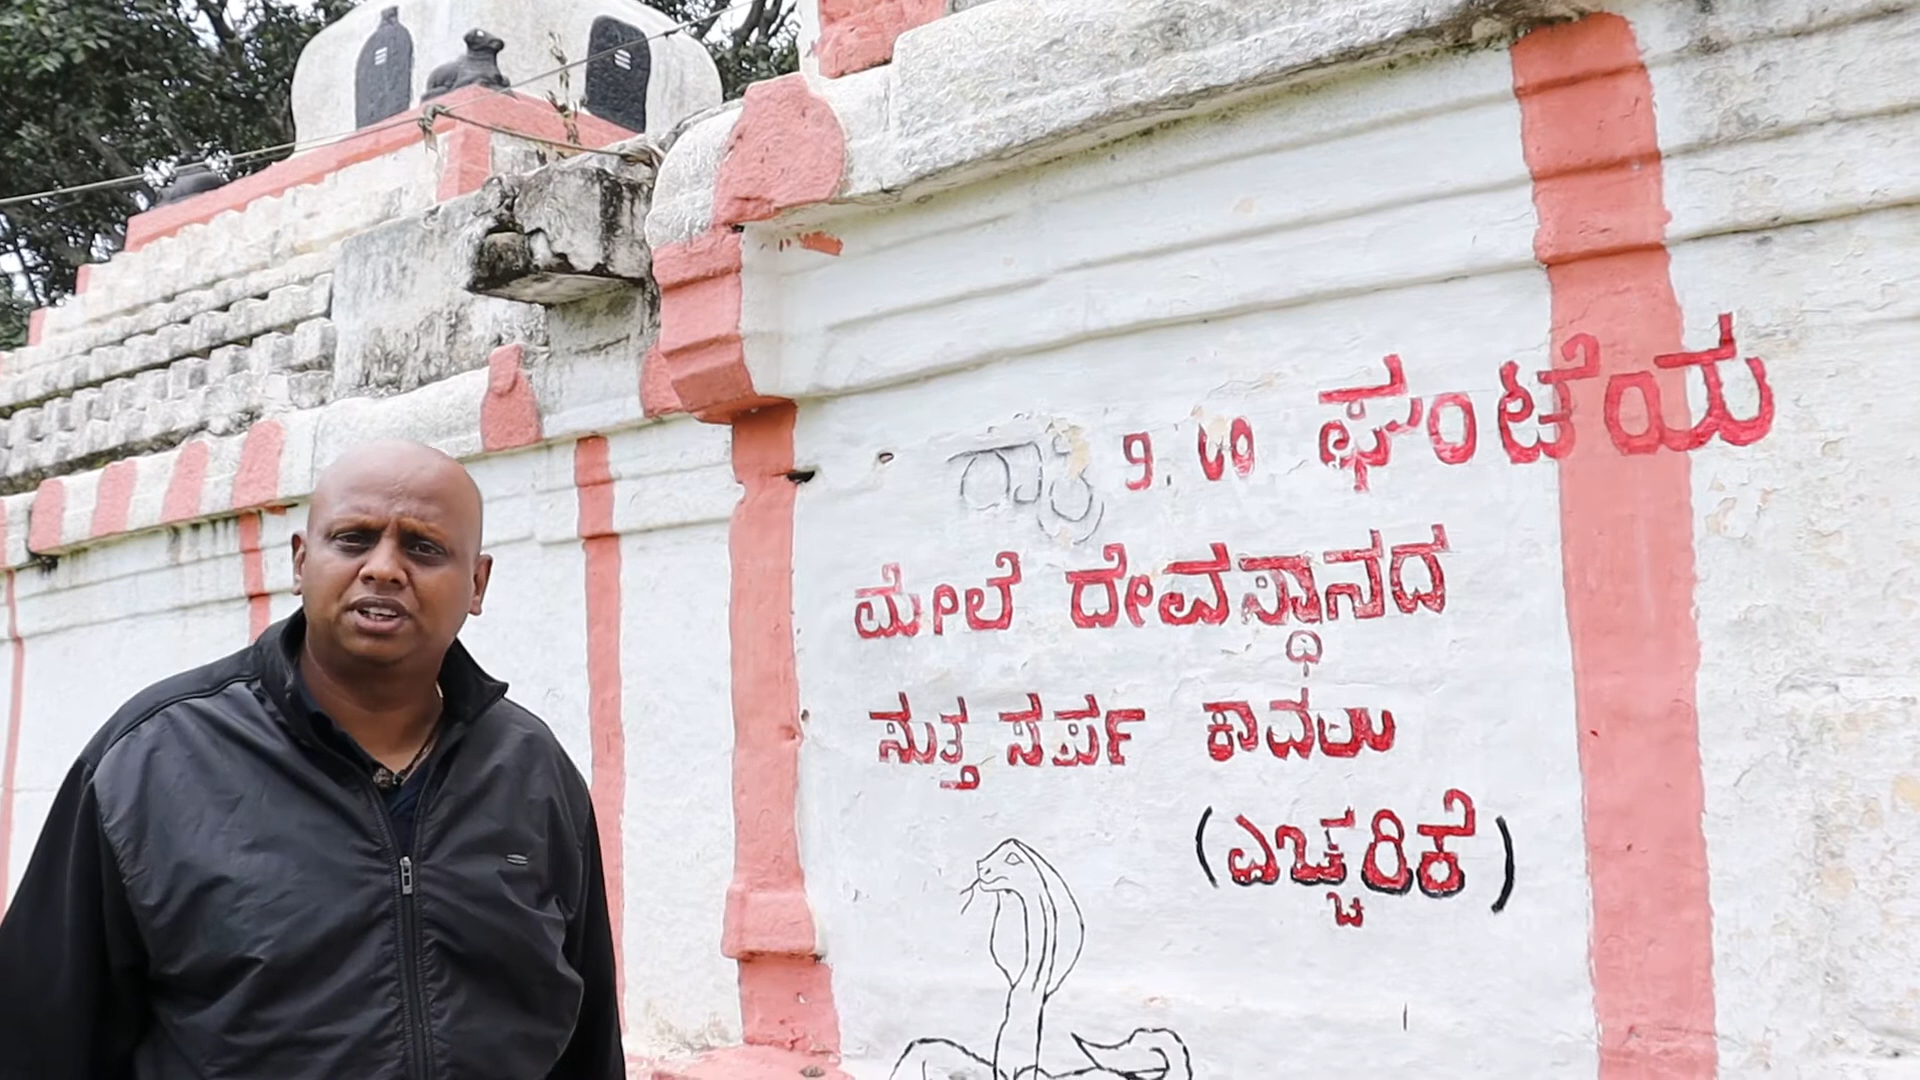 ರಾತ್ರಿ 9.00 ಘಂಟೆಯ
ಮೇಲೆ ದೇವಸ್ಥಾನದ
ಸುತ್ತ ಸರ್ಪ ಕಾವಲು
(ಎಚ್ಚರಿಕೆ)